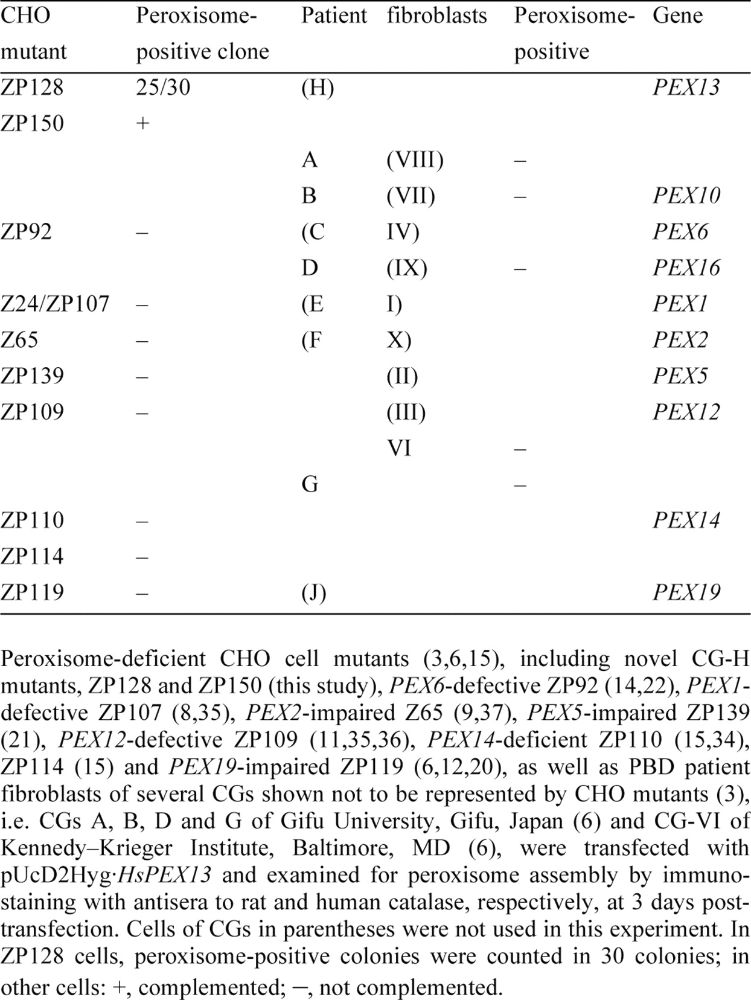 CHO Peroxisome- Patient fibroblasts Peroxisome- Gene
mutant positive clone positive
ZP128 25/30 (H) PEX13
ZP150 +
A (VIII) –
B (VII) – PEX10
ZP92 – (C IV) PEX6
D (IX) – PEX16
Z24/ZP107 – (E I) PEX1
Z65 – (F X) PEX2
ZP139 – (II) PEX5
ZP109 – (III) PEX12
VI –
G –
ZP110 – PEX14
ZP114 –
ZP119 – (J) PEX19
Peroxisome-deficient CHO cell mutants (3,6,15), including novel CG-H
mutants, ZP128 and ZP150 (this study), PEX6-defective ZP92 (14,22), PEX1-
defective ZP107 (8,35), PEX2-impaired Z65 (9,37), PEX5-impaired ZP139
(21), PEX12-defective ZP109 (11,35,36), PEX14-deficient ZP110 (15,34),
ZP114 (15) and PEX19-impaired ZP119 (6,12,20), as well as PBD patient
fibroblasts of several CGs shown not to be represented by CHO mutants (3),
i.e. CGs A, B, D and G of Gifu University, Gifu, Japan (6) and CG-VI of
Kennedy–Krieger Institute, Baltimore, MD (6), were transfected with
pUcD2Hyg·HsPEX13 and examined for peroxisome assembly by immuno-
staining with antisera to rat and human catalase, respectively, at 3 days post-
transfection. Cells of CGs in parentheses were not used in this experiment. In
ZP128 cells, peroxisome-positive colonies were counted in 30 colonies; in
other cells: +, complemented; –, not complemented.